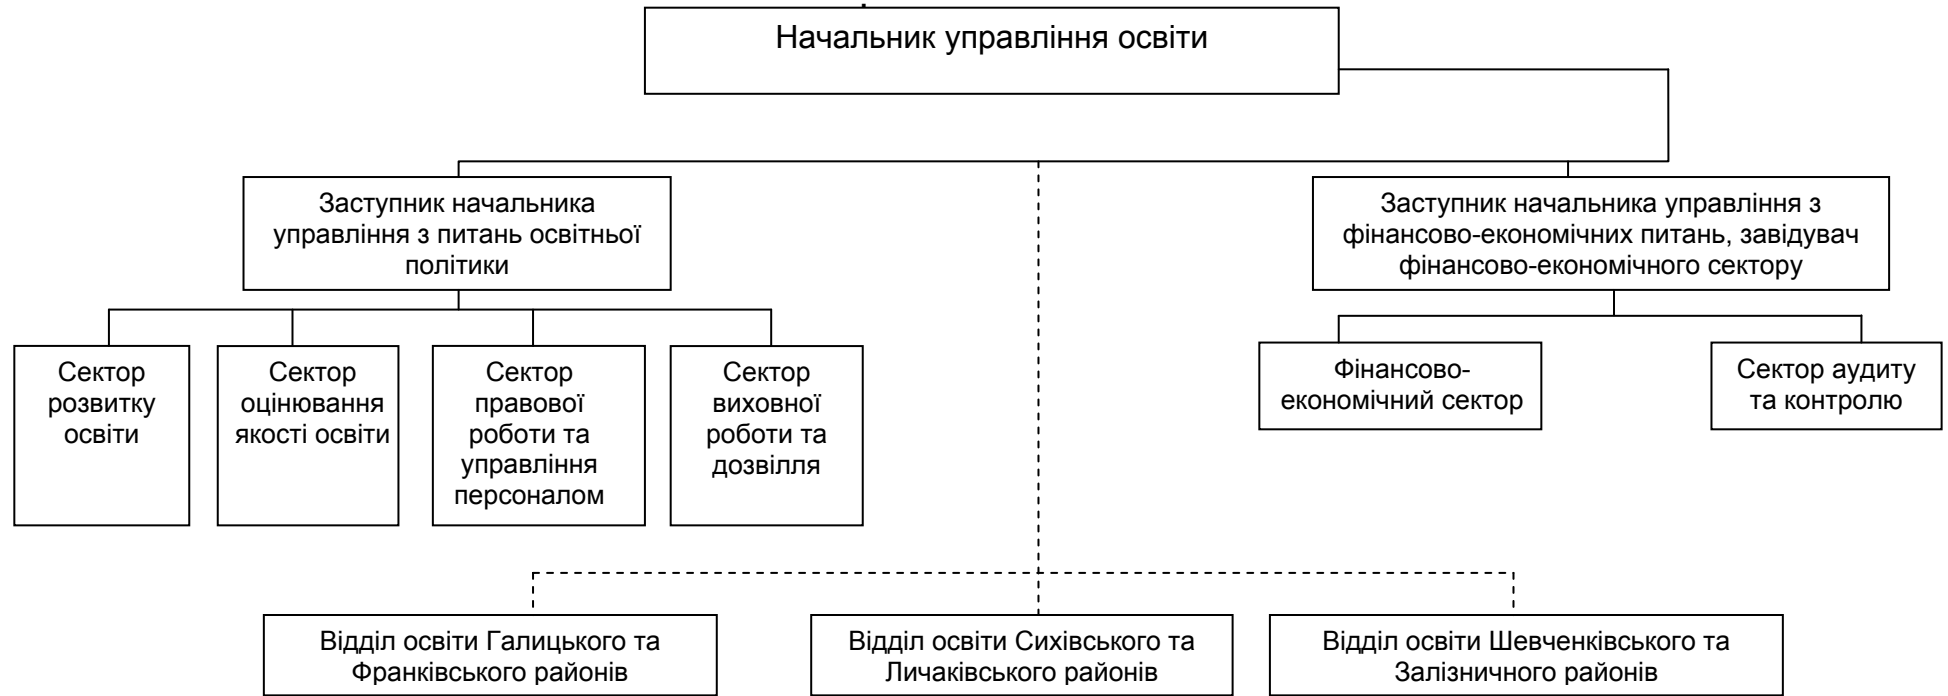 Начальник управління освіти
Заступник начальника
управління з питань освітньої
політики
Заступник начальника управління з
фінансово-економічних питань, завідувач
фінансово-економічного сектору
Сектор
розвитку
освіти
Сектор
оцінювання
якості освіти
Сектор
правової
роботи та
управління
персоналом
Сектор
виховної
роботи та
дозвілля
Фінансово-
економічний сектор
Сектор аудиту
та контролю
Відділ освіти Галицького та
Франківського районів
Відділ освіти Сихівського та
Личаківського районів
Відділ освіти Шевченківського та
Залізничного районів